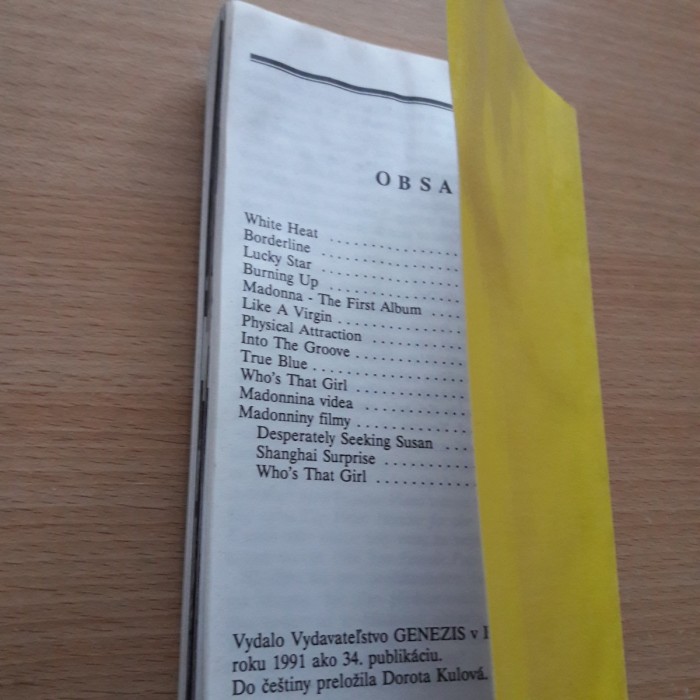 OBSA
White Heat ..................
Borderline ..................
Lucky Star ..................
Burning Up ..................
Madonna - The First Album ....
Like A Virgin ................
Physical Attraction ............
Into The Groove ..............
True Blue ....................
Who's That Girl ..............
Madonnina videa ..............
Madonniny filmy ..............
Desperately Seeking Susan ...
Shanghai Surprise ............
Who's That Girl ..............
Vydalo Vydavateľstvo GENEZIS v
roku 1991 ako 34. publikáciu.
Do češtiny preložila Dorota Kulová.